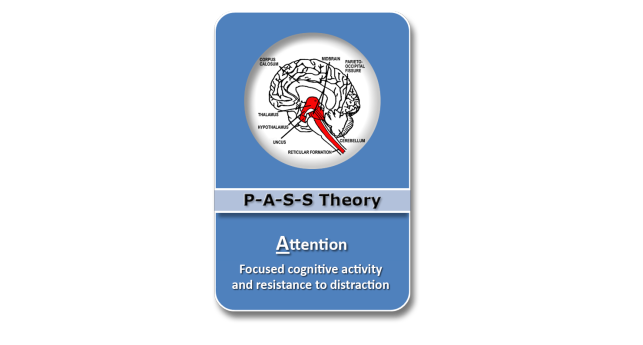 CORPUS
CALOSUM
MIDBRAIN
PARIETO-
OCCIPITAL
FISSURE
THALAMUS
HYPOTHALAMUS
UNCUS
CEREBELLUM
RETICULAR FORMATION
P-A-S-S Theory
Attention
Focused cognitive activity
and resistance to distraction